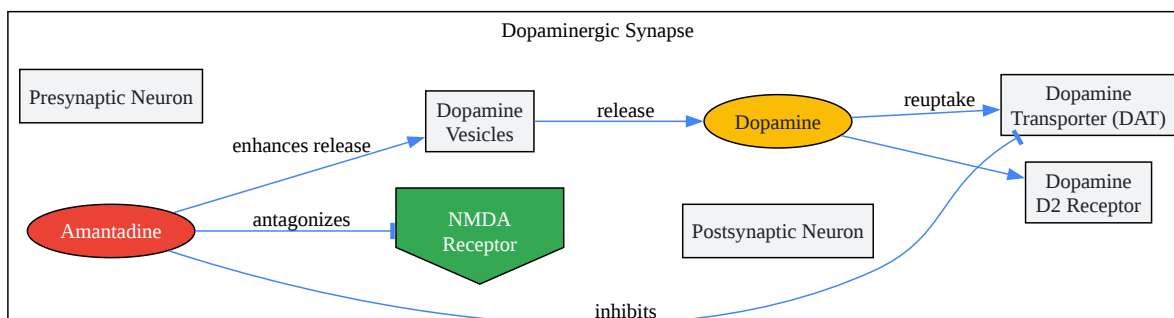 Dopaminergic Synapse
Presynaptic Neuron
Dopamine
Vesicles
release
Dopamine
reuptake
Dopamine
Transporter (DAT)
enhances release
Amantadine
antagonizes
NMDA
Receptor
Postsynaptic Neuron
Dopamine
D2 Receptor
inhibits